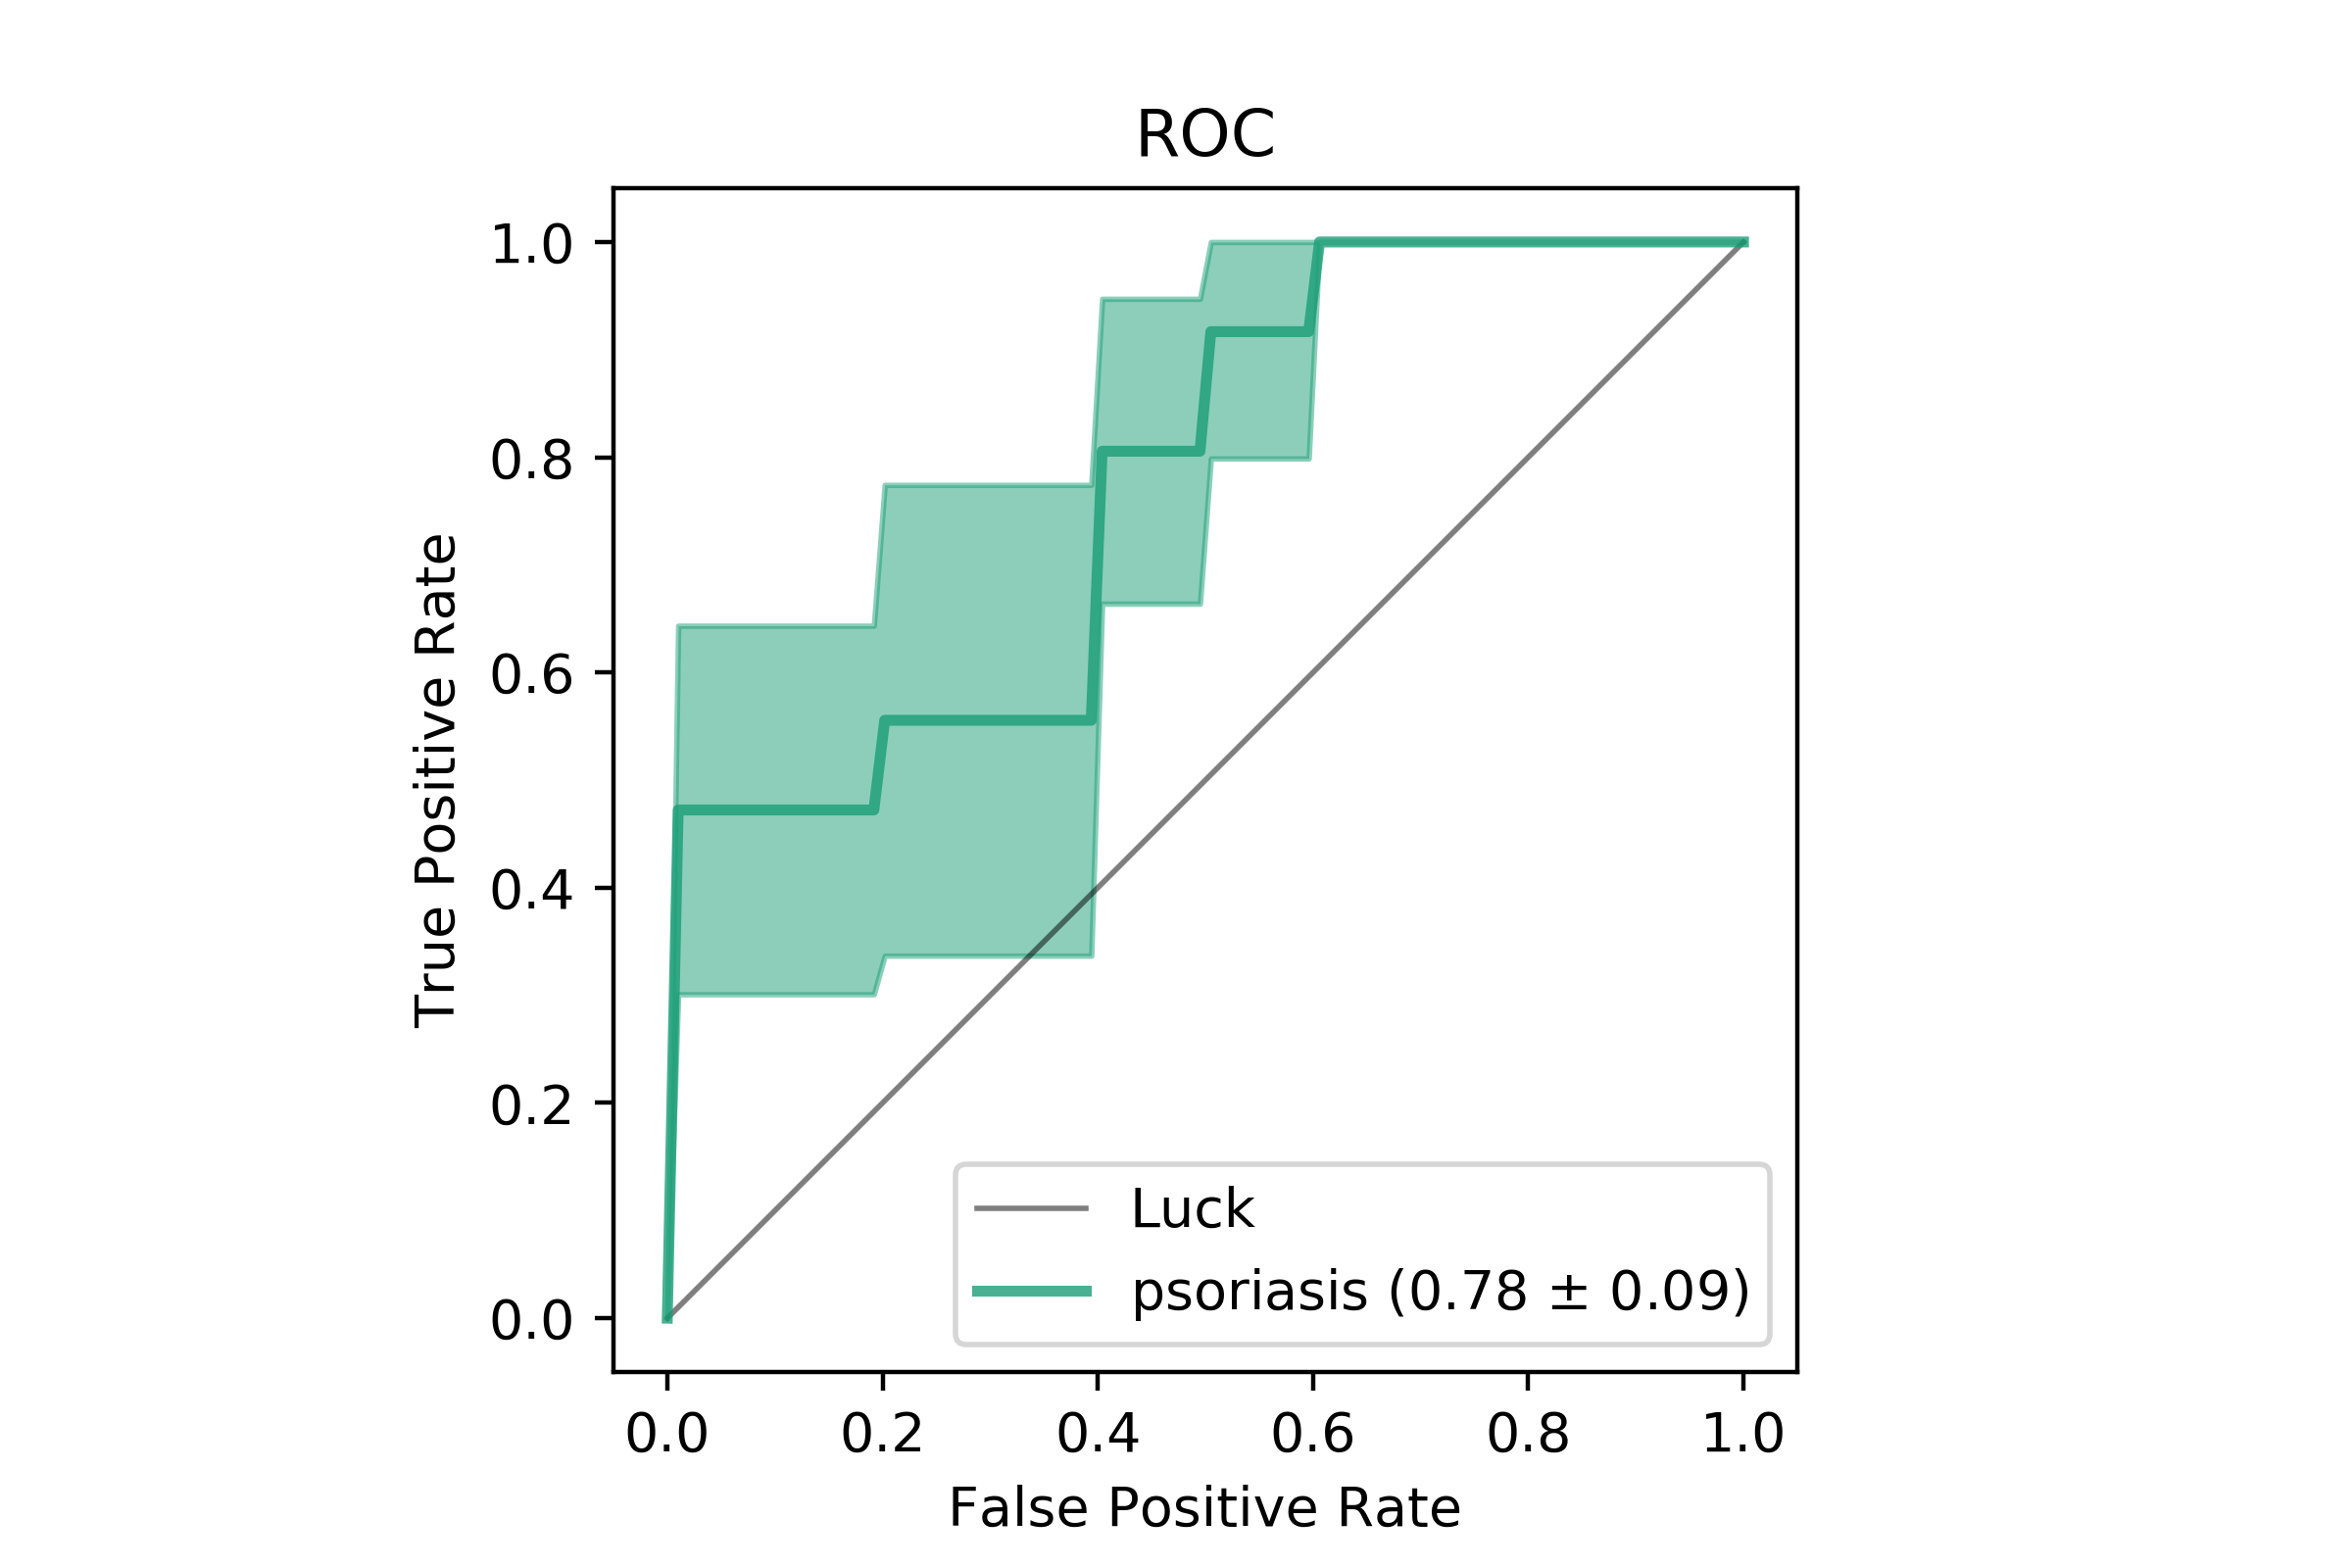 ROC
1.0
0.8
0.6
0.4
0.2
0.0
True Positive Rate
Luck
psoriasis (0.78 ± 0.09)
0.0 0.2 0.4 0.6 0.8 1.0
False Positive Rate